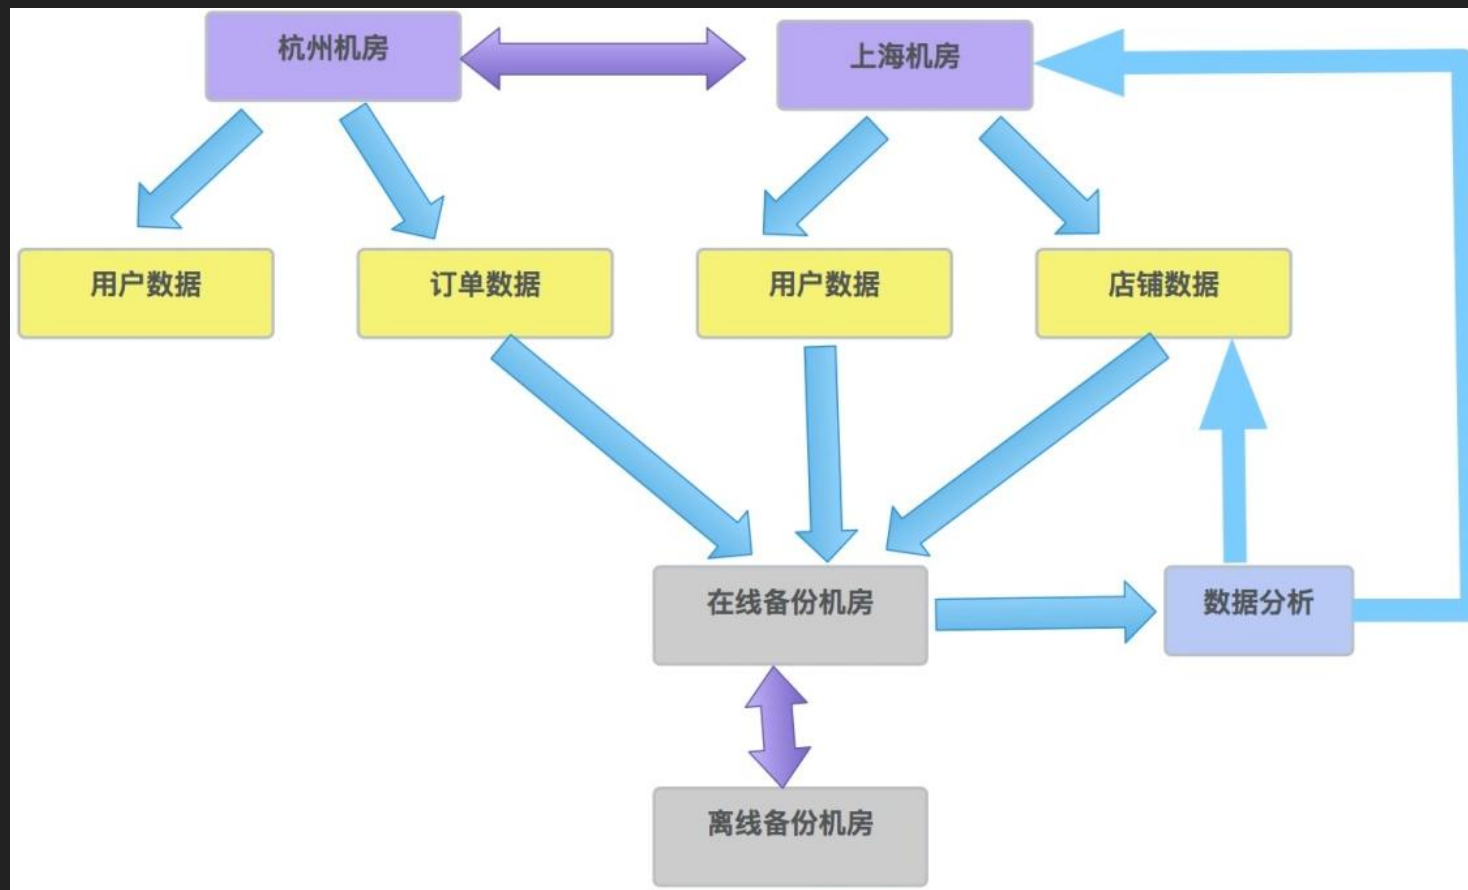 杭州机房
上海机房
用户数据
订单数据
用户数据
店铺数据
在线备份机房
数据分析
离线备份机房